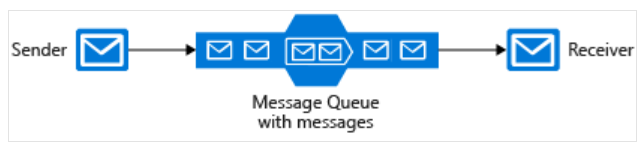 Sender
Receiver
Message Queue
with messages